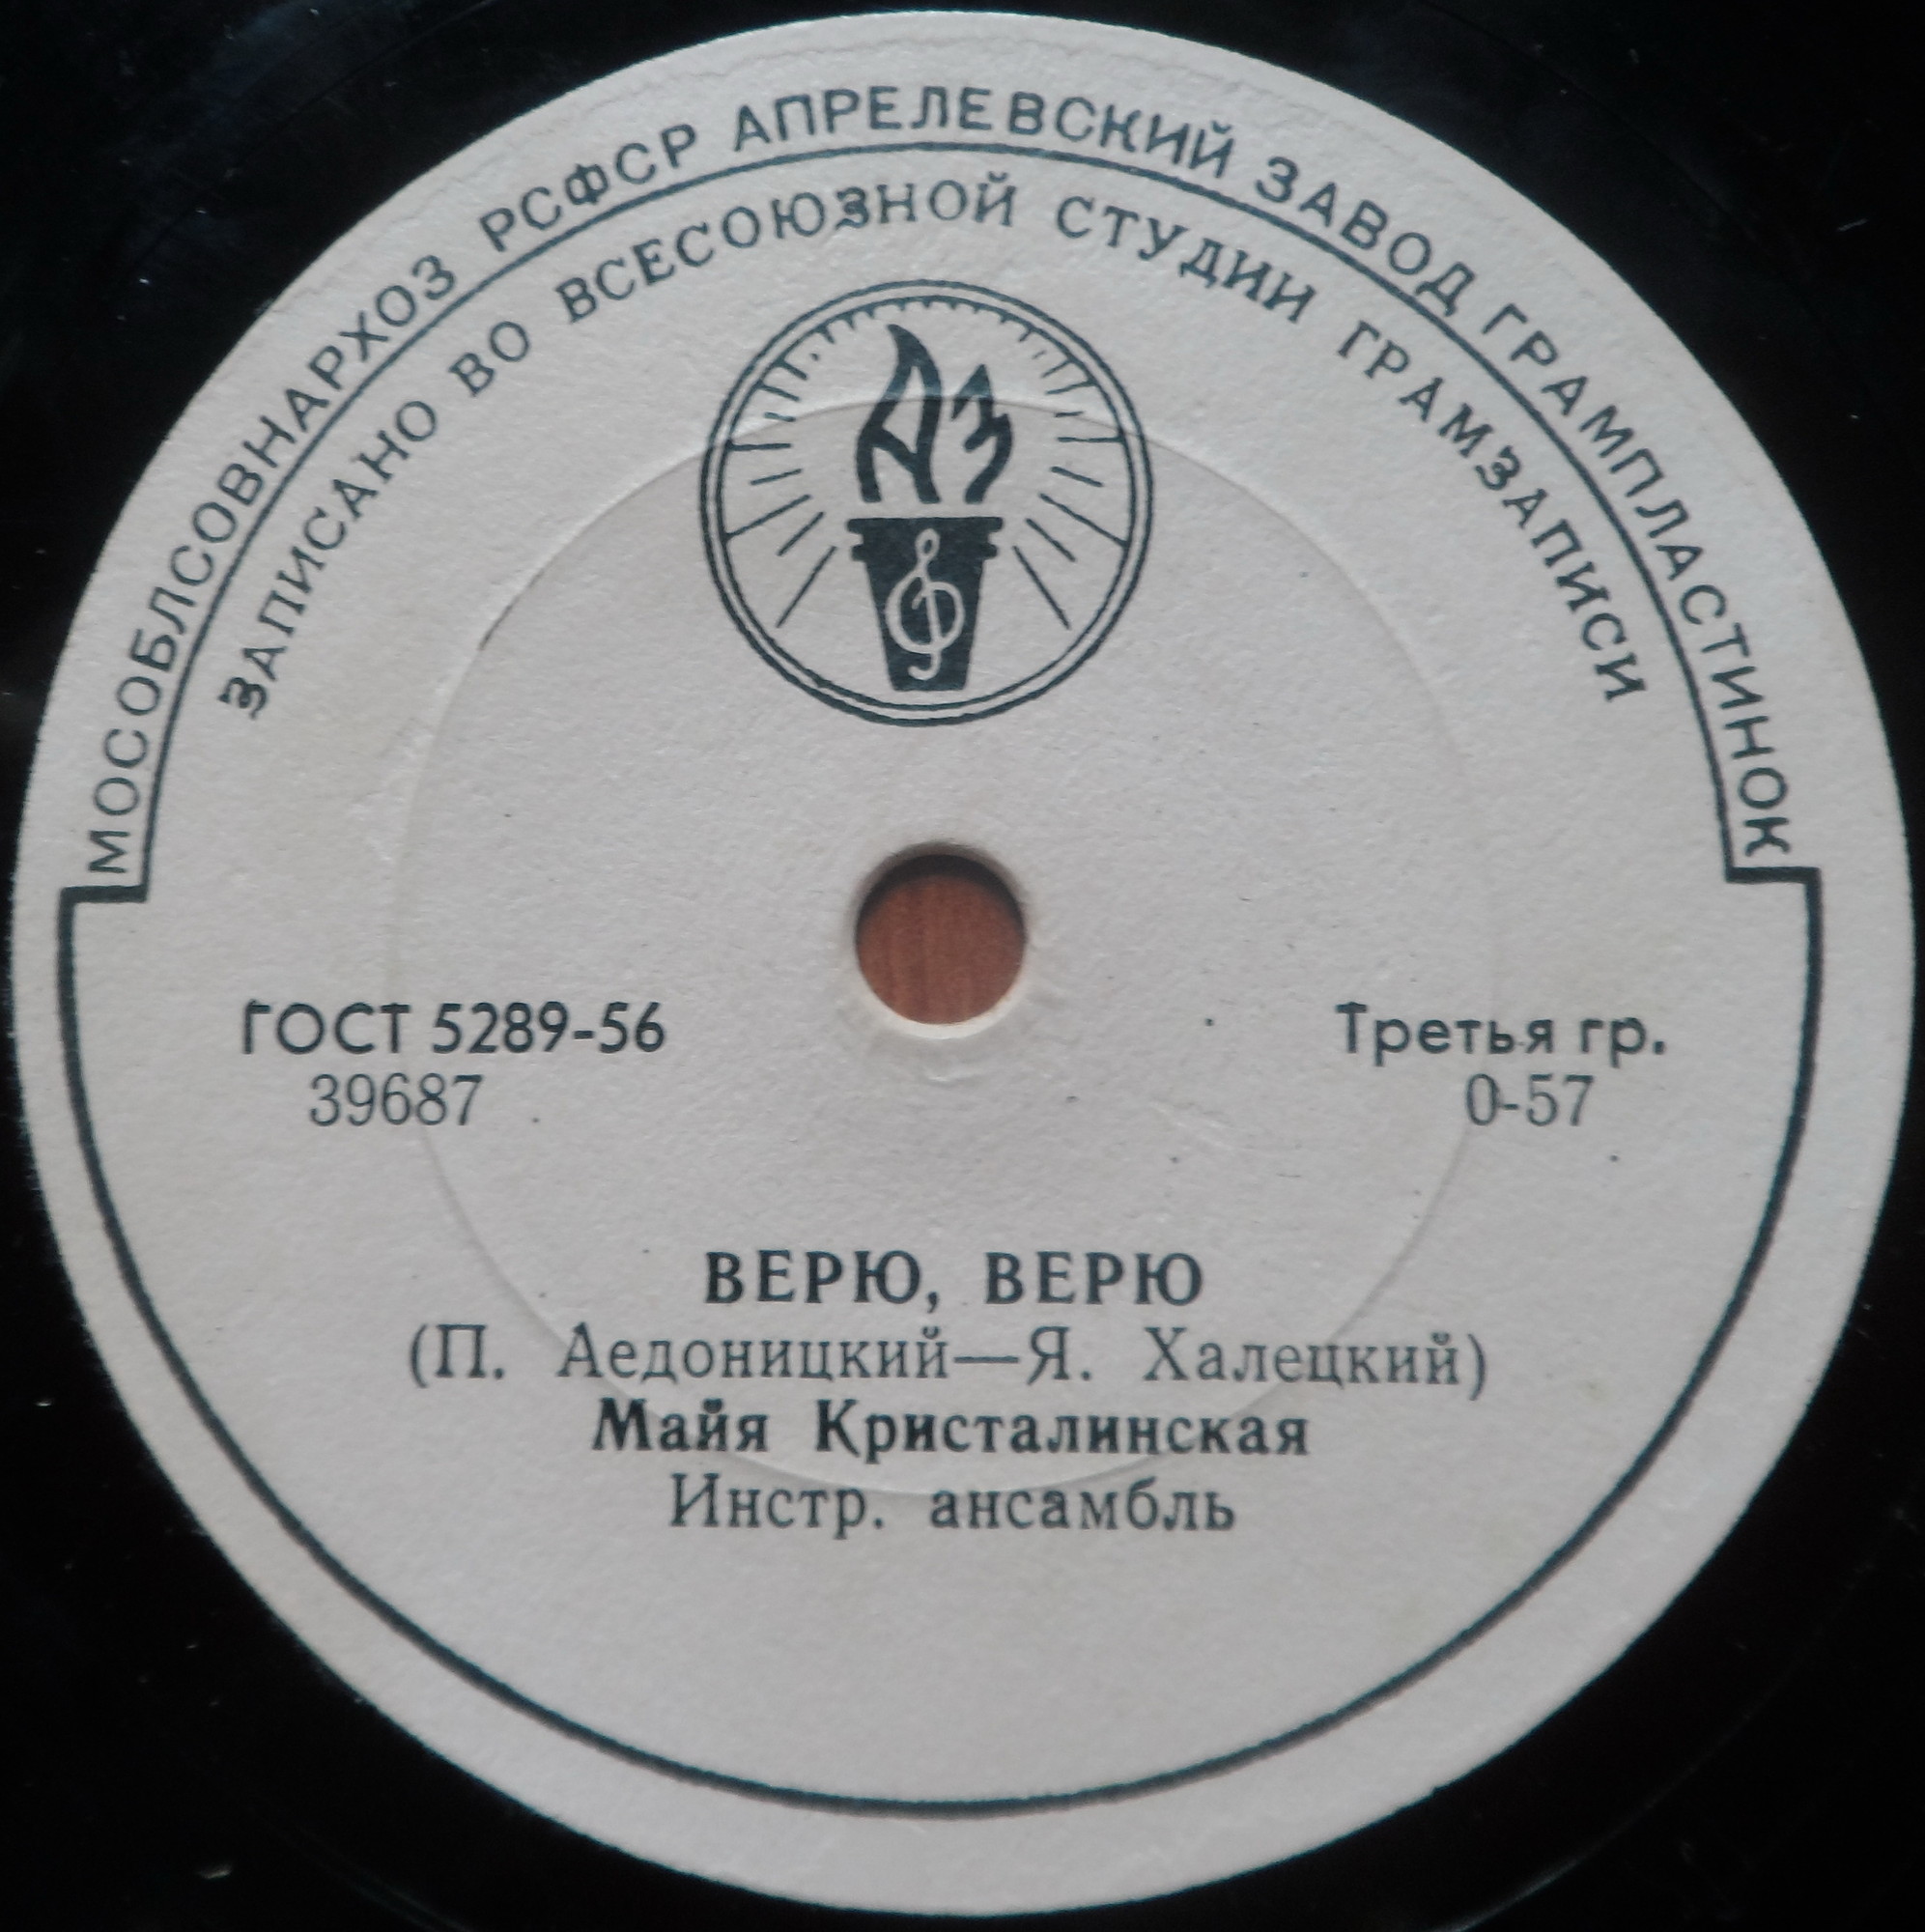 МОСОБЛСОВНАРХОЗ РСФСР АПРЕЛЕВСКИЙ ЗАВОД ГРАМПЛАСТИНОК
ЗАПИСАНО ВО ВСЕСОЮЗНОЙ СТУДИИ ГРАМЗАПИСИ
АЗ
ГОСТ 5289-56
39687
Третья гр.
0-57
ВЕРЮ, ВЕРЮ
(П. Аедоницкий—Я. Халецкий)
Майя Кристалинская
Инстр. ансамбль